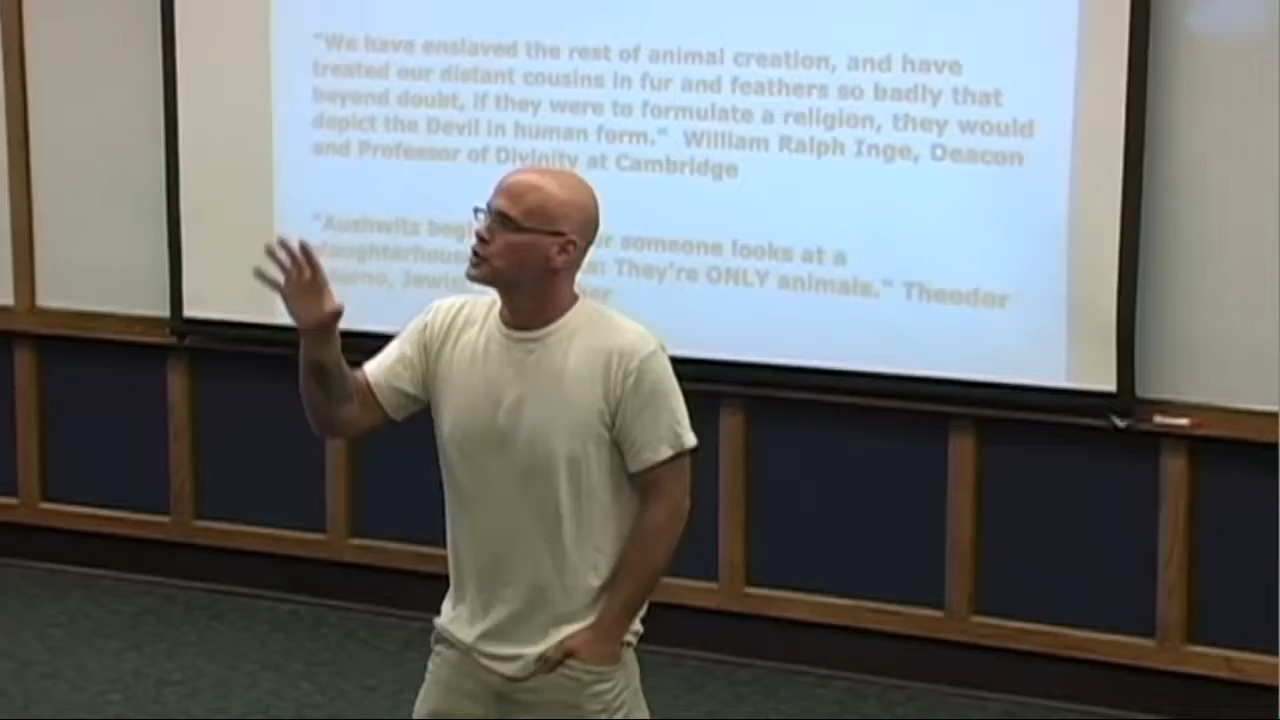 "We have enslaved the rest of animal creation, and have
treated our distant cousins in fur and feathers so badly that
beyond doubt, if they were to formulate a religion, they would
depict the Devil in human form." William Ralph Inge, Deacon
and Professor of Divinity at Cambridge
"Aushwitz someone looks at a
They're ONLY animals." Theodor